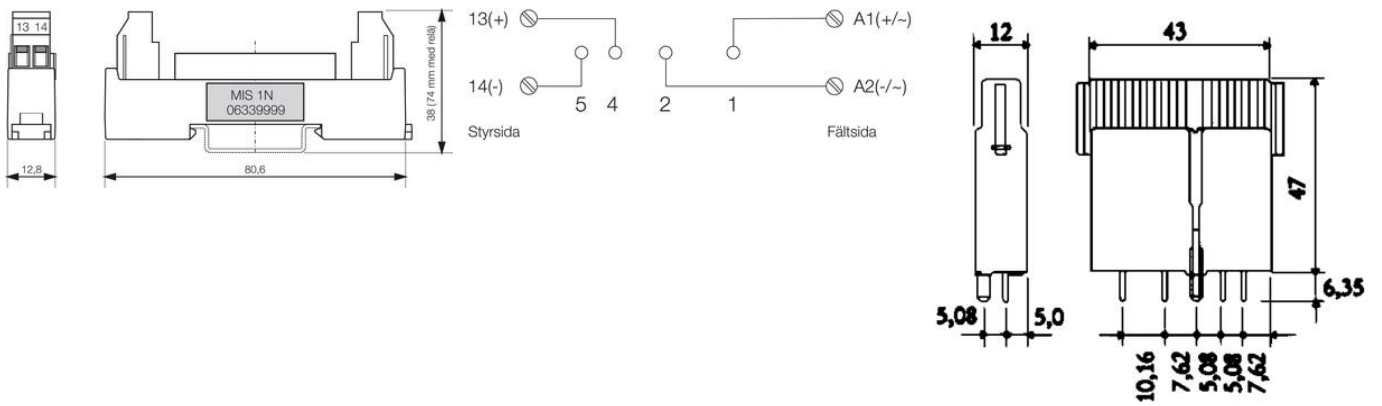 13 14
MIS 1N
06339999
38 (74 mm med relä)
12,8
80,6
13(+)
A1(+/~)
14(-)
5 4 2 1
A2(-/~)
Styrsida
Fältsida
12
43
47
6,35
5,08
5,0
10,16
7,62
5,08
5,08
7,62